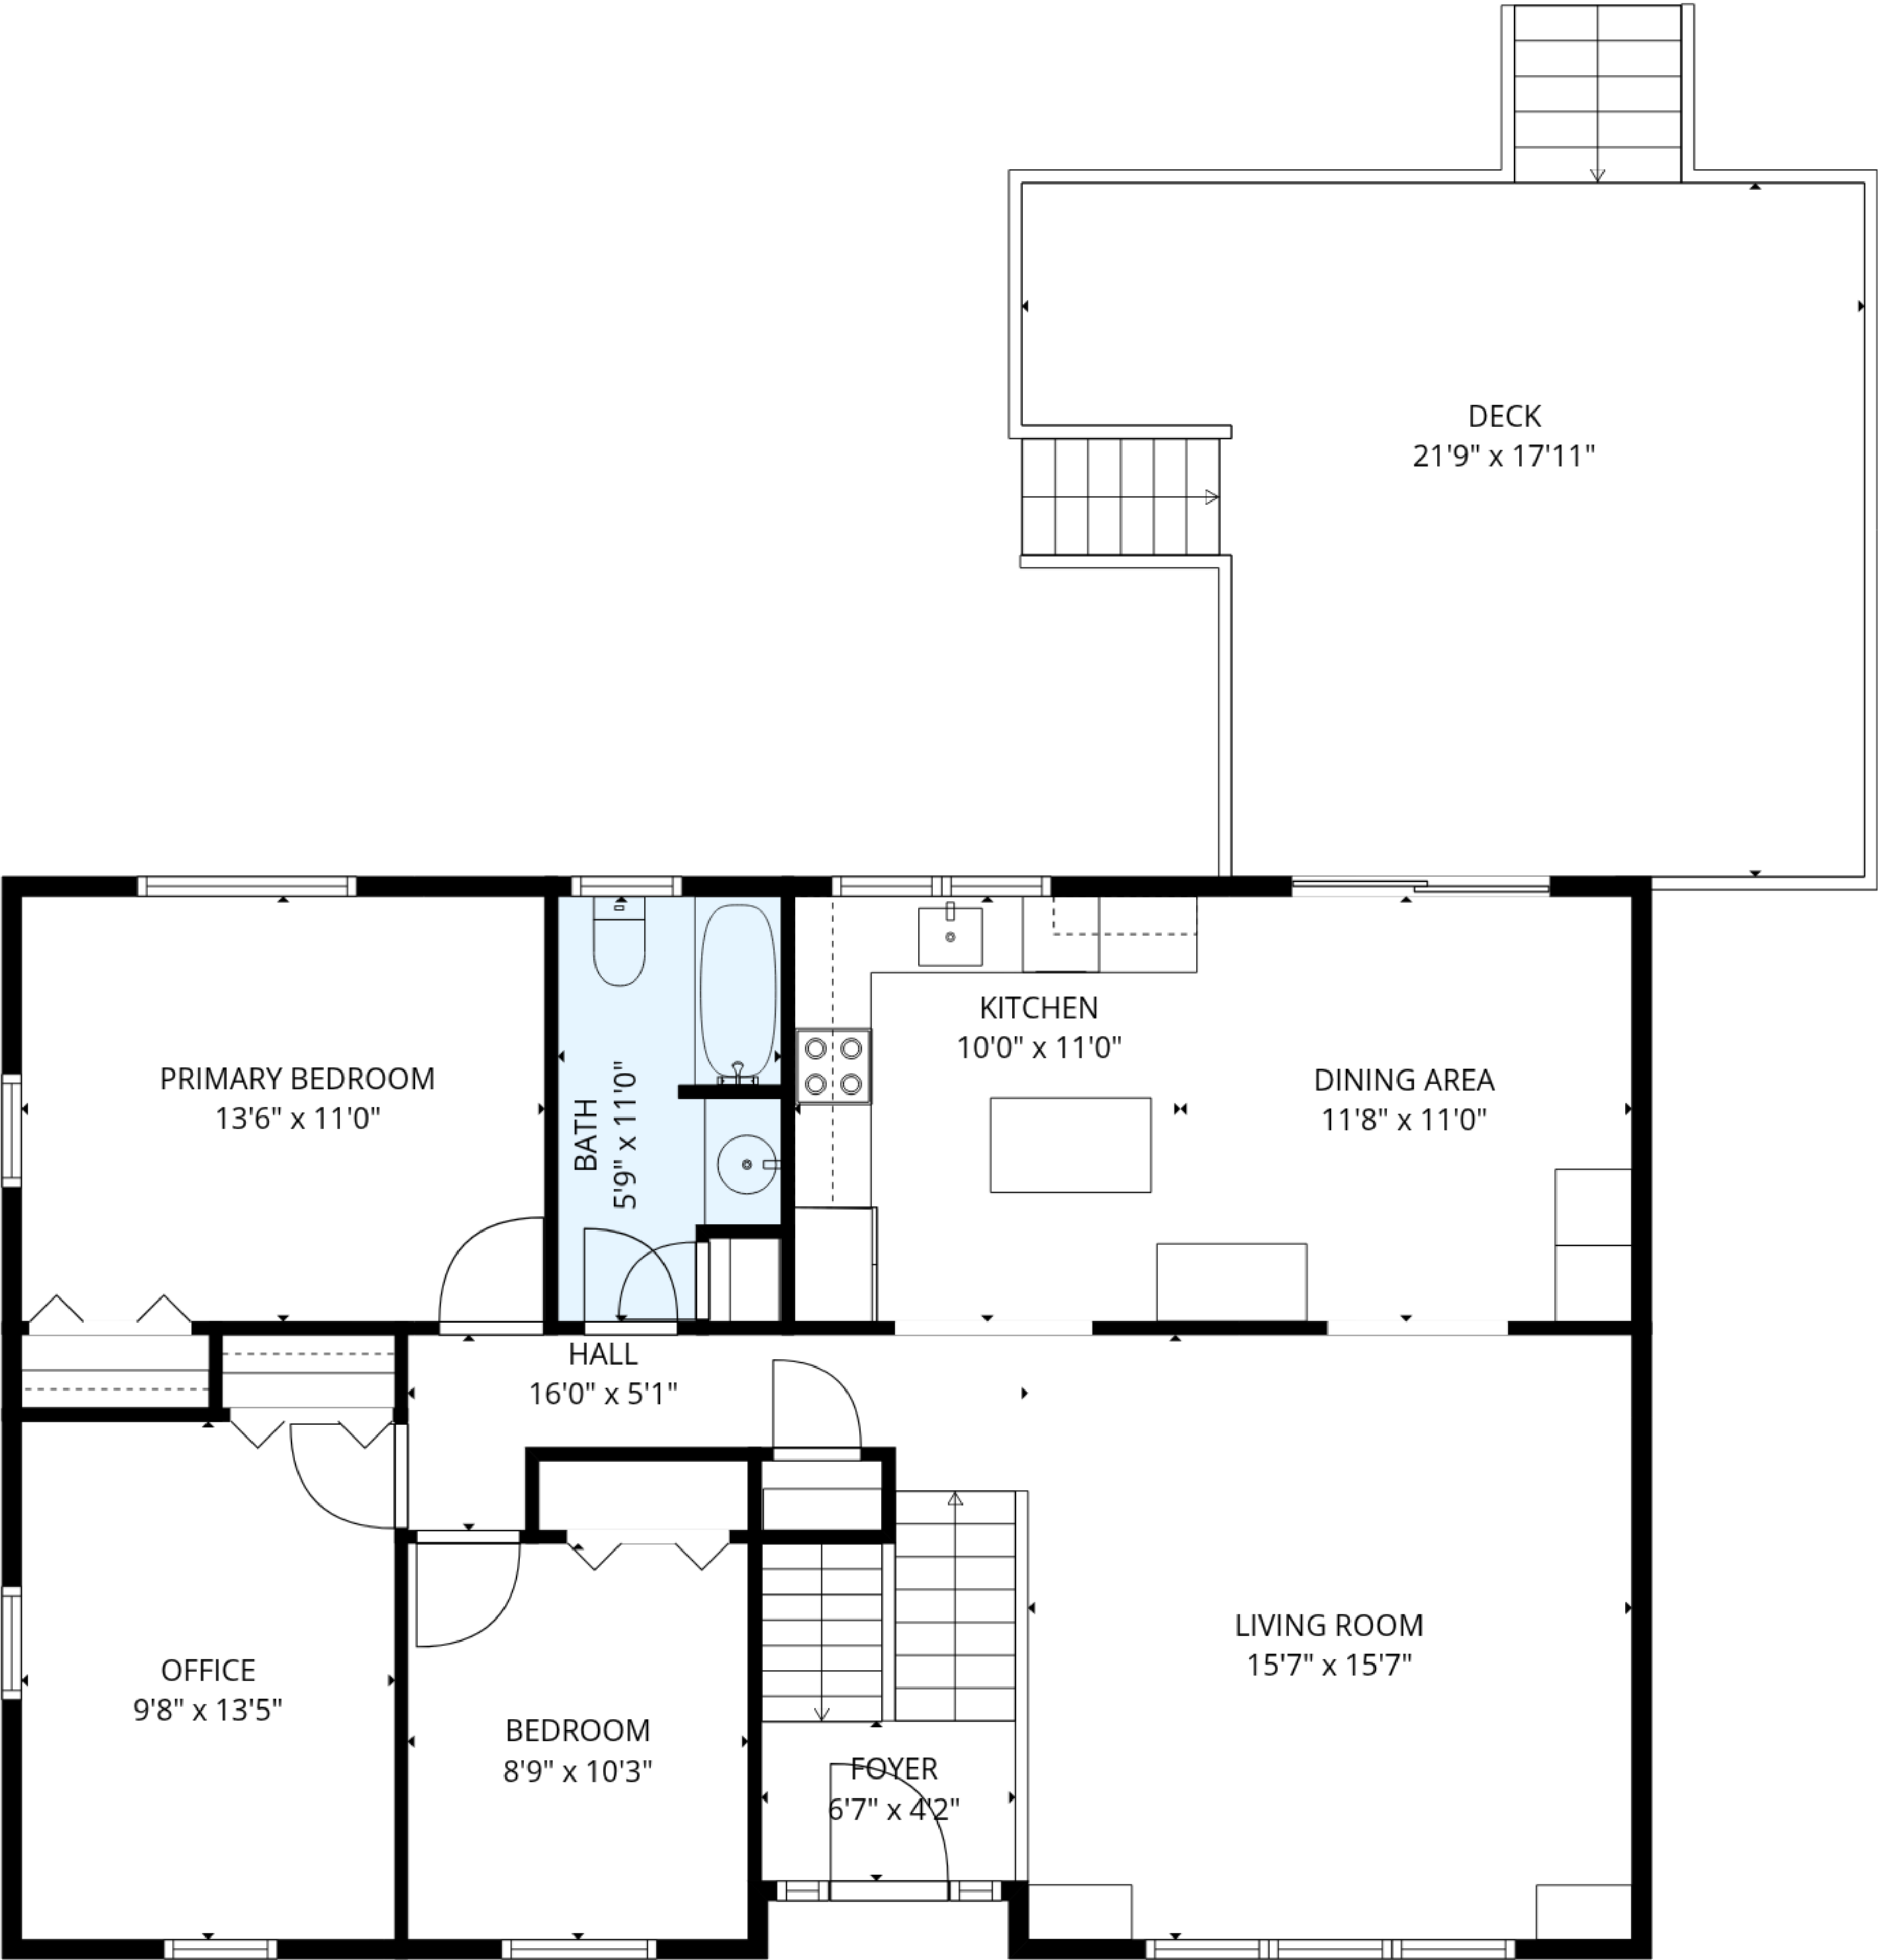 DECK
21'9" x 17'11"
KITCHEN
10'0" x 11'0"
DINING AREA
11'8" x 11'0"
PRIMARY BEDROOM
13'6" x 11'0"
BATH
5'9" x 11'0"
HALL
16'0" x 5'1"
LIVING ROOM
15'7" x 15'7"
OFFICE
9'8" x 13'5"
BEDROOM
8'9" x 10'3"
FOYER
6'7" x 4'2"